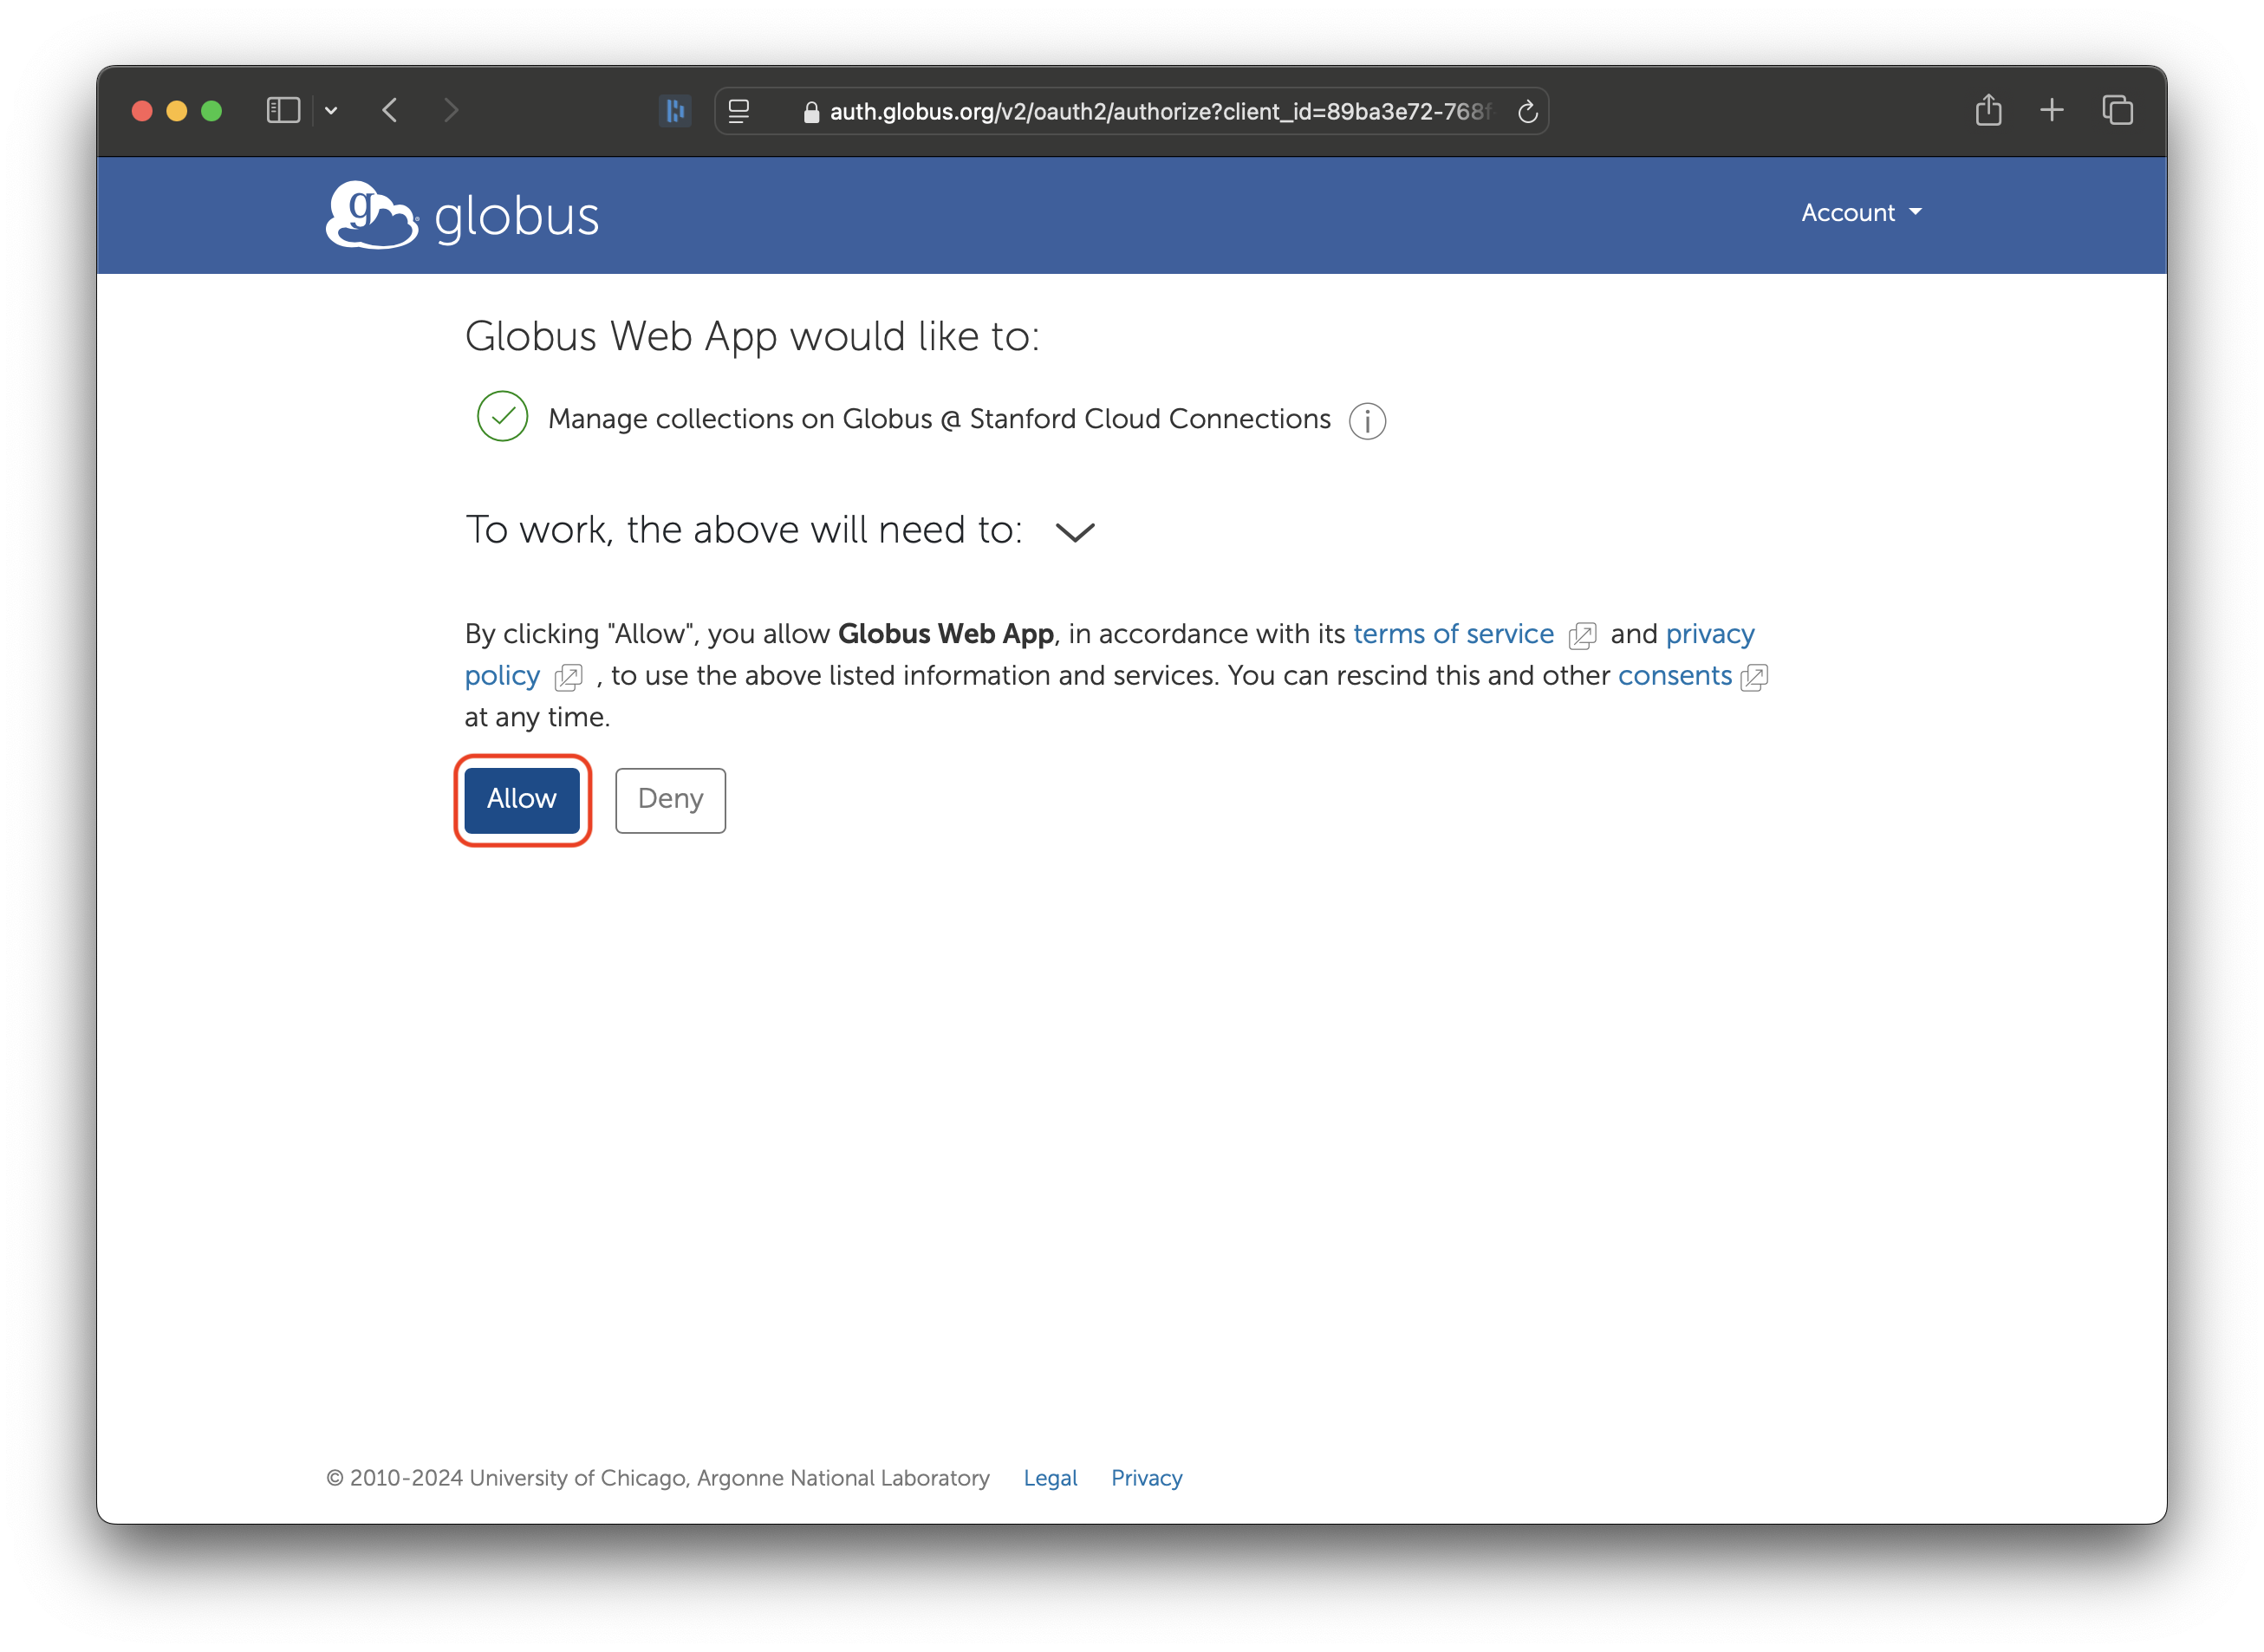 auth.globus.org/v2/oauth2/authorize?client_id=89ba3e72-768f
globus
Account
Globus Web App would like to:
Manage collections on Globus @ Stanford Cloud Connections
To work, the above will need to:
By clicking "Allow", you allow Globus Web App, in accordance with its terms of service and privacy
policy , to use the above listed information and services. You can rescind this and other consents
at any time.
Allow Deny
© 2010-2024 University of Chicago, Argonne National Laboratory Legal Privacy